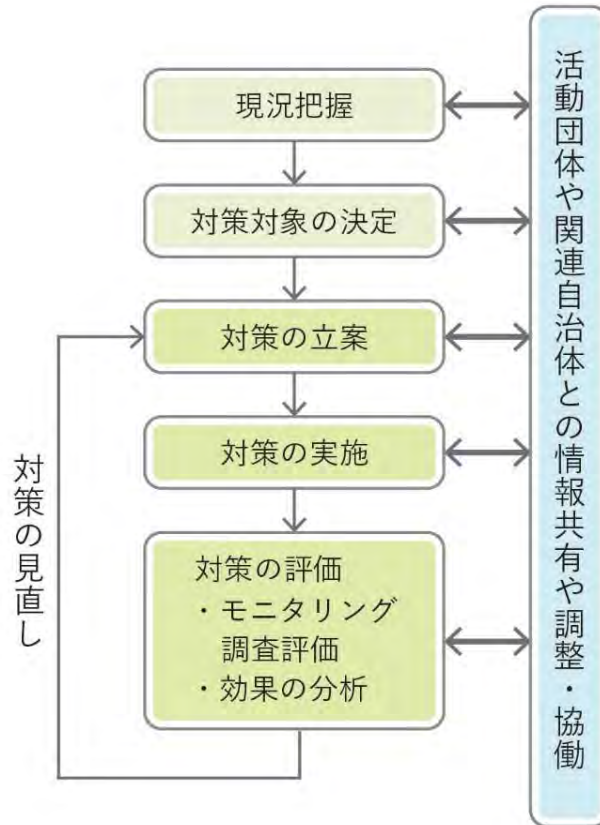 現況把握
対策対象の決定
対策の立案
対策の実施
対策の評価
・モニタリング
調査評価
・効果の分析
対策の見直し
活動団体や関連自治体との情報共有や調整・協働